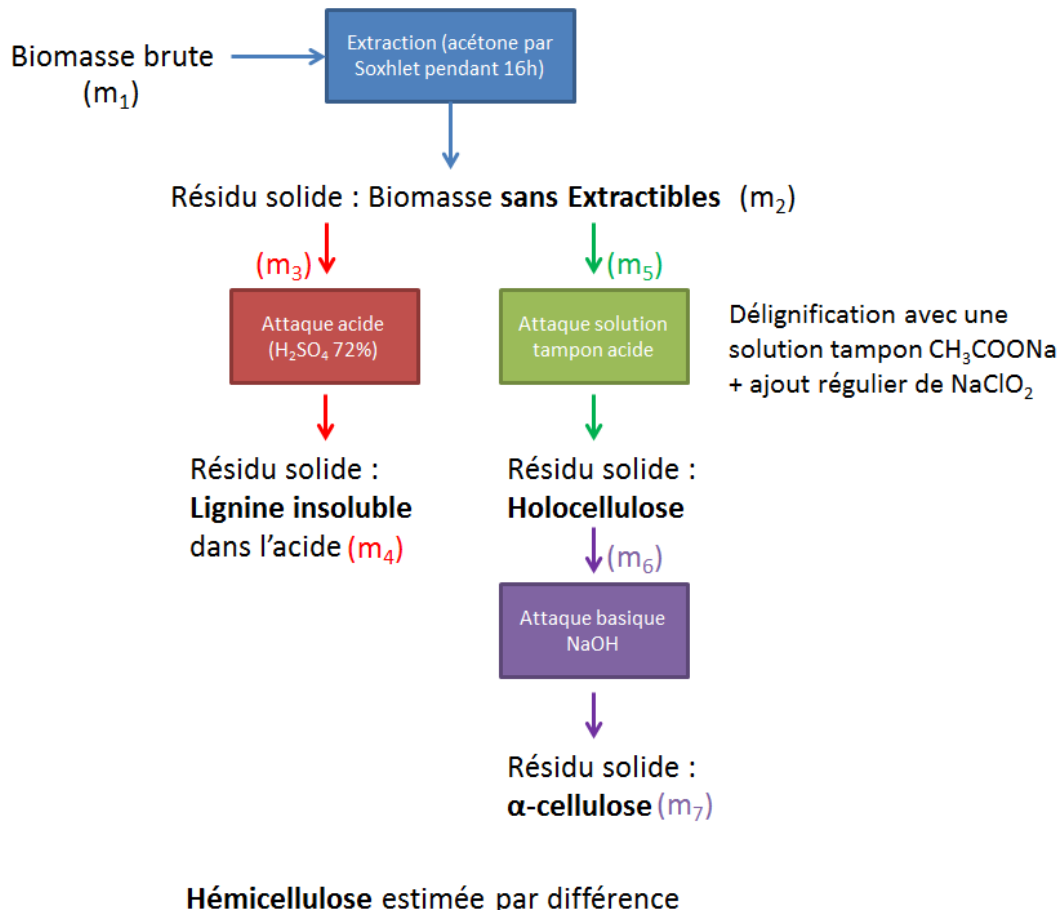 Biomasse brute
(m₁)
Extraction (acétone par
Soxhlet pendant 16h)
Résidu solide : Biomasse sans Extractibles (m₂)
(m₃)
(m₅)
Attaque acide
(H₂SO₄ 72%)
Attaque solution
tampon acide
Délignification avec une
solution tampon CH₃COONa
+ ajout régulier de NaClO₂
Résidu solide :
Lignine insoluble
dans l’acide (m₄)
Résidu solide :
Holocellulose
(m₆)
Attaque basique
NaOH
Résidu solide :
α-cellulose (m₇)
Hémicellulose estimée par différence